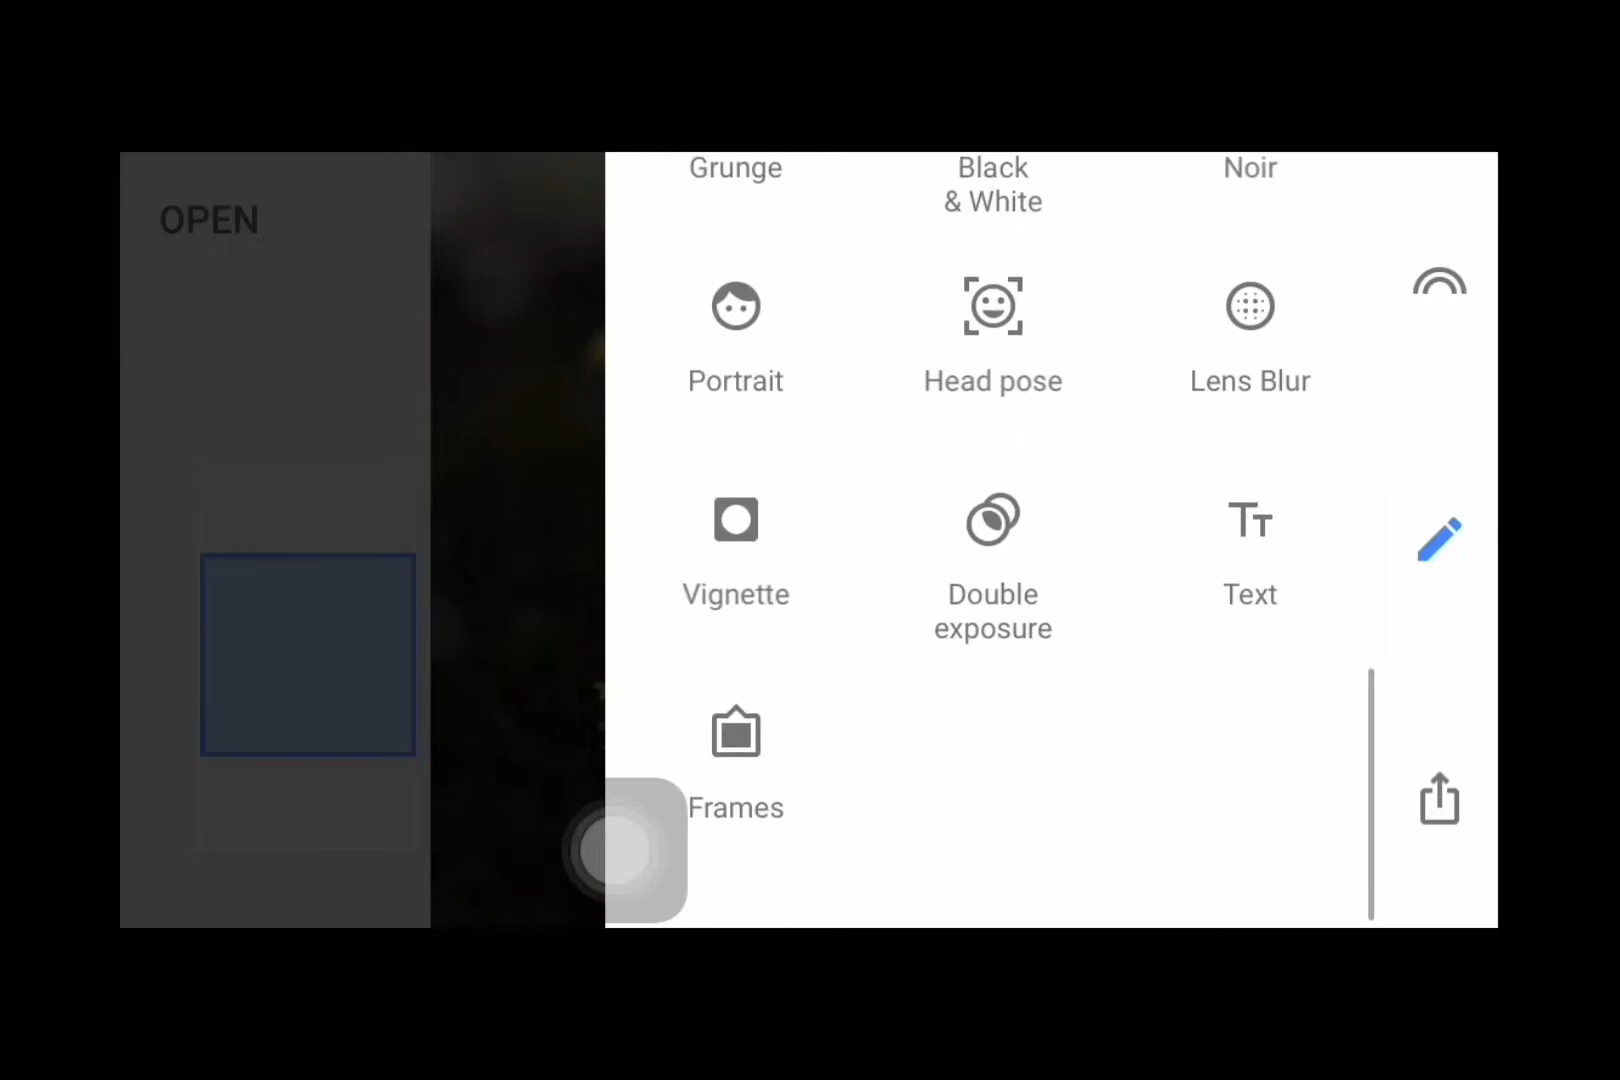 OPEN
Grunge
Black
& White
Noir
Portrait
Head pose
Lens Blur
Vignette
Double
exposure
Text
Frames